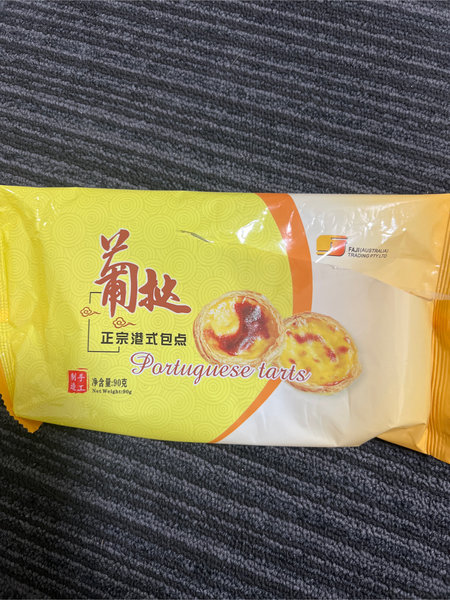 葡挞
正宗港式包点
Portuguese tarts
手工
制造
净含量:90克
Net Weight:90g
FAJI(AUSTRALIA)
TRADING PTY LTD